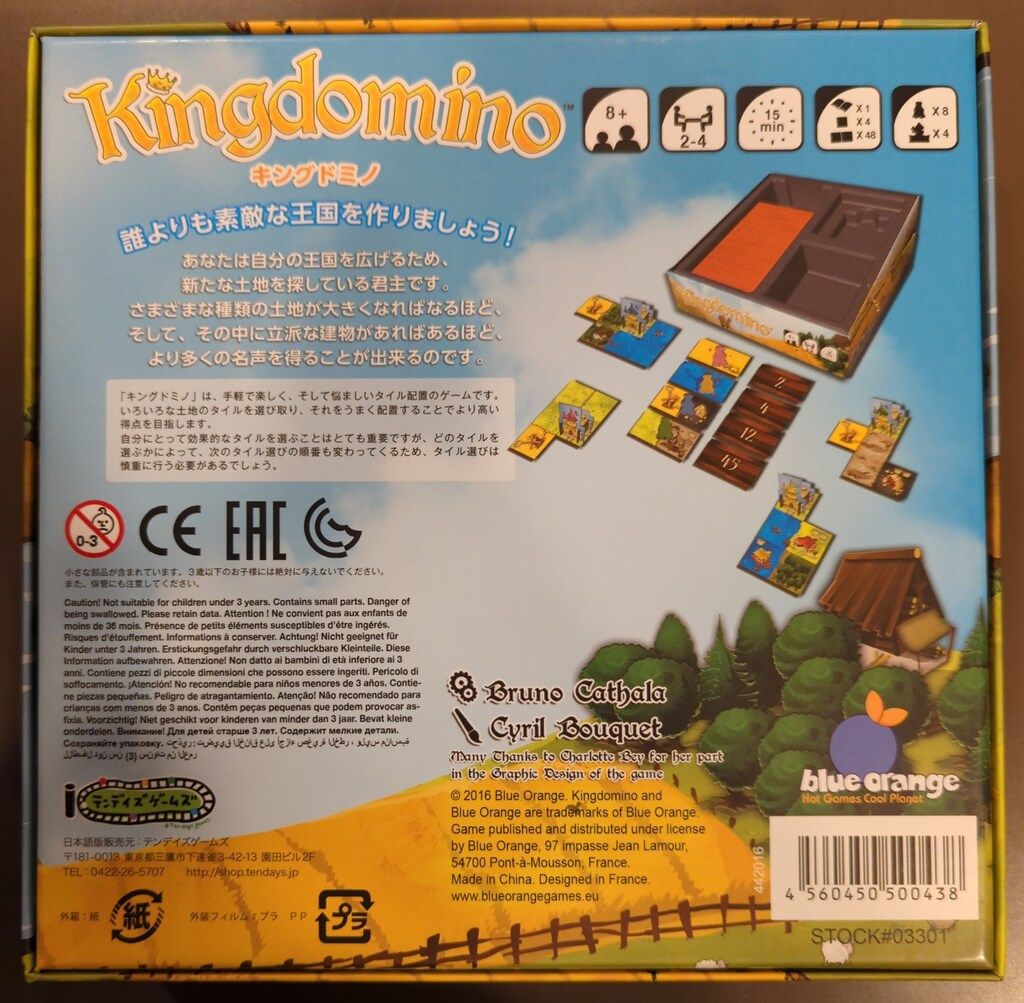 Kingdomino™
キングドミノ
8+
2-4
15 min
X 1
X 4
X 48
X 8
X 4
誰よりも素敵な王国を作りましょう！
あなたは自分の王国を広げるため、
新たな土地を探している君主です。
さまざまな種類の土地が大きくなればなるほど、
そして、その中に立派な建物があればあるほど、
より多くの名声を得ることが出来るのです。
「キングドミノ」は、手軽で楽しく、そして悩ましいタイル配置のゲームです。
いろいろな土地のタイルを選び取り、それをうまく配置することでより高い
得点を目指します。
自分にとって効果的なタイルを選ぶことはとても重要ですが、どのタイルを
選ぶかによって、次のタイル選びの順番も変わってくるため、タイル選びは
慎重に行う必要があるでしょう。
Kingdomino
2
4
12
45
0-3
CE EAC
小さな部品が含まれています。３歳以下のお子様には絶対に与えないでください。
また、保管にも注意してください。
Caution! Not suitable for children under 3 years. Contains small parts. Danger of
being swallowed. Please retain data. Attention ! Ne convient pas aux enfants de
moins de 36 mois. Présence de petits éléments susceptibles d'être ingérés.
Risques d'étouffement. Informations à conserver. Achtung! Nicht geeignet für
Kinder unter 3 Jahren. Erstickungsgefahr durch verschluckbare Kleinteile. Diese
Information aufbewahren. Attenzione! Non datto ai bambini di età inferiore ai 3
anni. Contiene pezzi di piccole dimensioni che possono essere ingeriti. Pericolo di
soffocamento. ¡Atención! No recomendable para niños menores de 3 años. Contie-
ne piezas pequeñas. Peligro de atragantamiento. Atenção! Não recomendado para
crianças com menos de 3 anos. Contém peças pequenas que podem provocar as-
fixia. Voorzichtig! Niet geschikt voor kinderen van minder dan 3 jaar. Bevat kleine
onderdelen. Внимание! Для детей старше 3 лет. Содержит мелкие детали.
Сохраняйте упаковку.
テンデイズゲームズ
日本語版販売元：テンデイズゲームズ
〒181-0013 東京都三鷹市下連雀3-42-13 園田ビル2F
TEL：0422-26-5707 http://shop.tendays.jp
外箱：紙
紙
外装フィルム：プラ PP
プラ
Bruno Cathala
Cyril Bouquet
Many Thanks to Charlotte Bey for her part
in the Graphic Design of the game
© 2016 Blue Orange. Kingdomino and
Blue Orange are trademarks of Blue Orange.
Game published and distributed under license
by Blue Orange, 97 impasse Jean Lamour,
54700 Pont-à-Mousson, France.
Made in China. Designed in France.
www.blueorangegames.eu
blue orange
Hot Games Cool Planet
442016
4 560450 500438
STOCK#03301